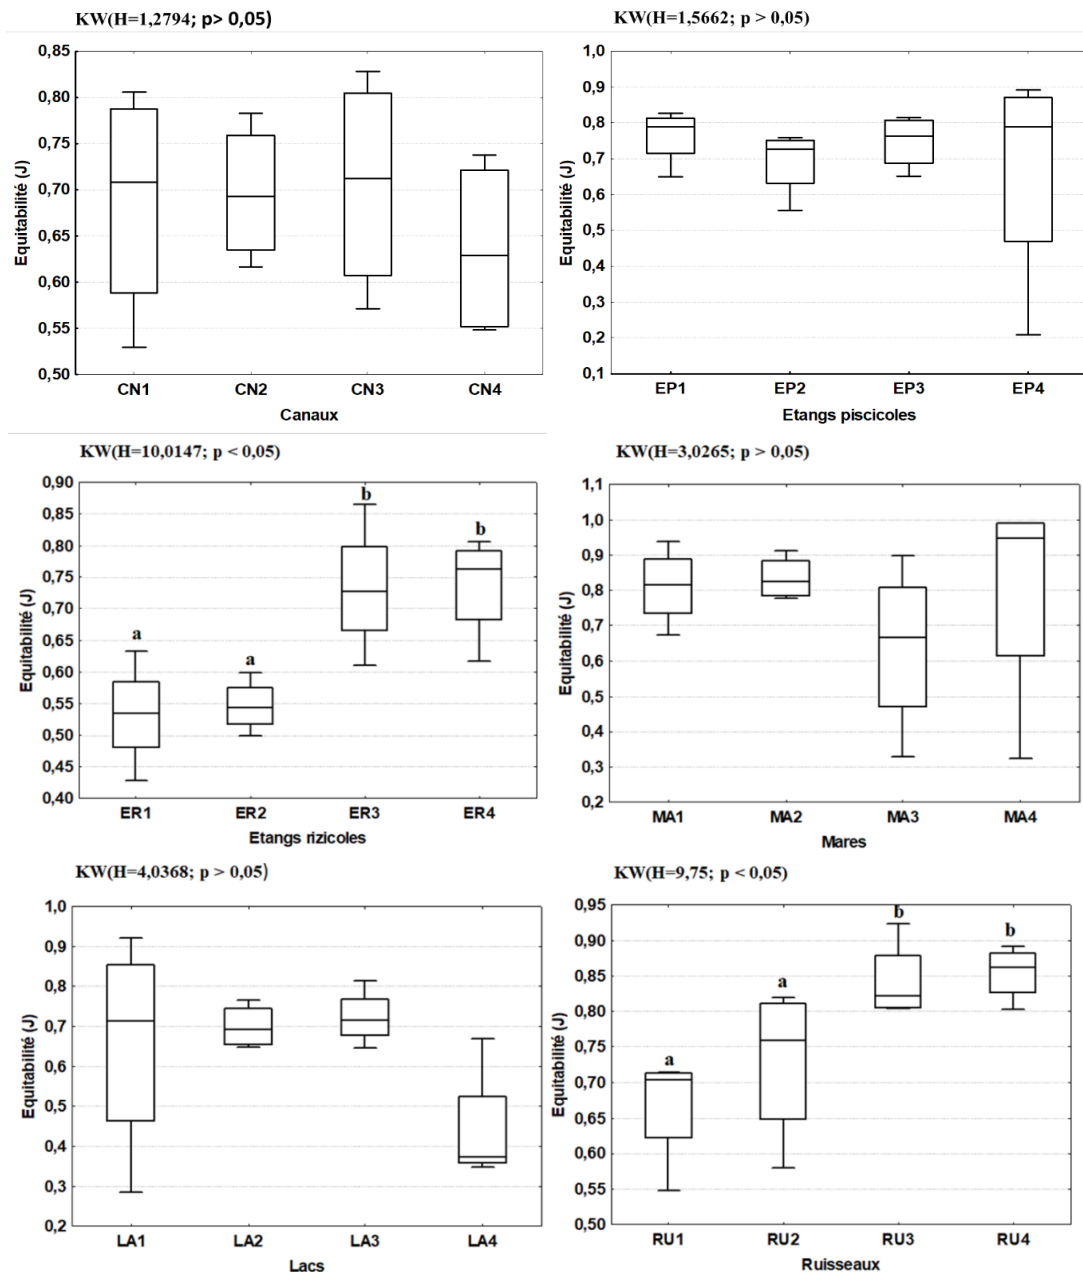 KW(H=1,2794; p> 0,05)
0,85
0,80
0,75
0,70
0,65
0,60
0,55
0,50
Equitabilité (J)
CN1 CN2 CN3 CN4
Canaux
KW(H=1,5662; p > 0,05)
1,0
0,9
0,8
0,7
0,6
0,5
0,4
0,3
0,2
0,1
Equitabilité (J)
EP1 EP2 EP3 EP4
Etangs piscicoles
KW(H=10,0147; p < 0,05)
0,90
0,85
0,80
0,75
0,70
0,65
0,60
0,55
0,50
0,45
0,40
Equitabilité (J)
a a b b
ER1 ER2 ER3 ER4
Etangs rizicoles
KW(H=3,0265; p > 0,05)
1,1
1,0
0,9
0,8
0,7
0,6
0,5
0,4
0,3
0,2
Equitabilité (J)
MA1 MA2 MA3 MA4
Mares
KW(H=4,0368; p > 0,05)
1,0
0,9
0,8
0,7
0,6
0,5
0,4
0,3
0,2
Equitabilité (J)
LA1 LA2 LA3 LA4
Lacs
KW(H=9,75; p < 0,05)
0,95
0,90
0,85
0,80
0,75
0,70
0,65
0,60
0,55
0,50
Equitabilité (J)
a a b b
RU1 RU2 RU3 RU4
Ruisseaux